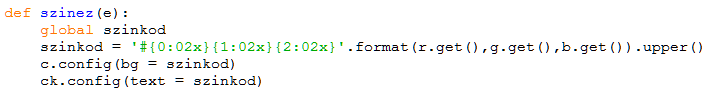 def szinez(e):
    global szinkod
    szinkod = '#{0:02x}{1:02x}{2:02x}'.format(r.get(),g.get(),b.get()).upper()
    c.config(bg = szinkod)
    ck.config(text = szinkod)